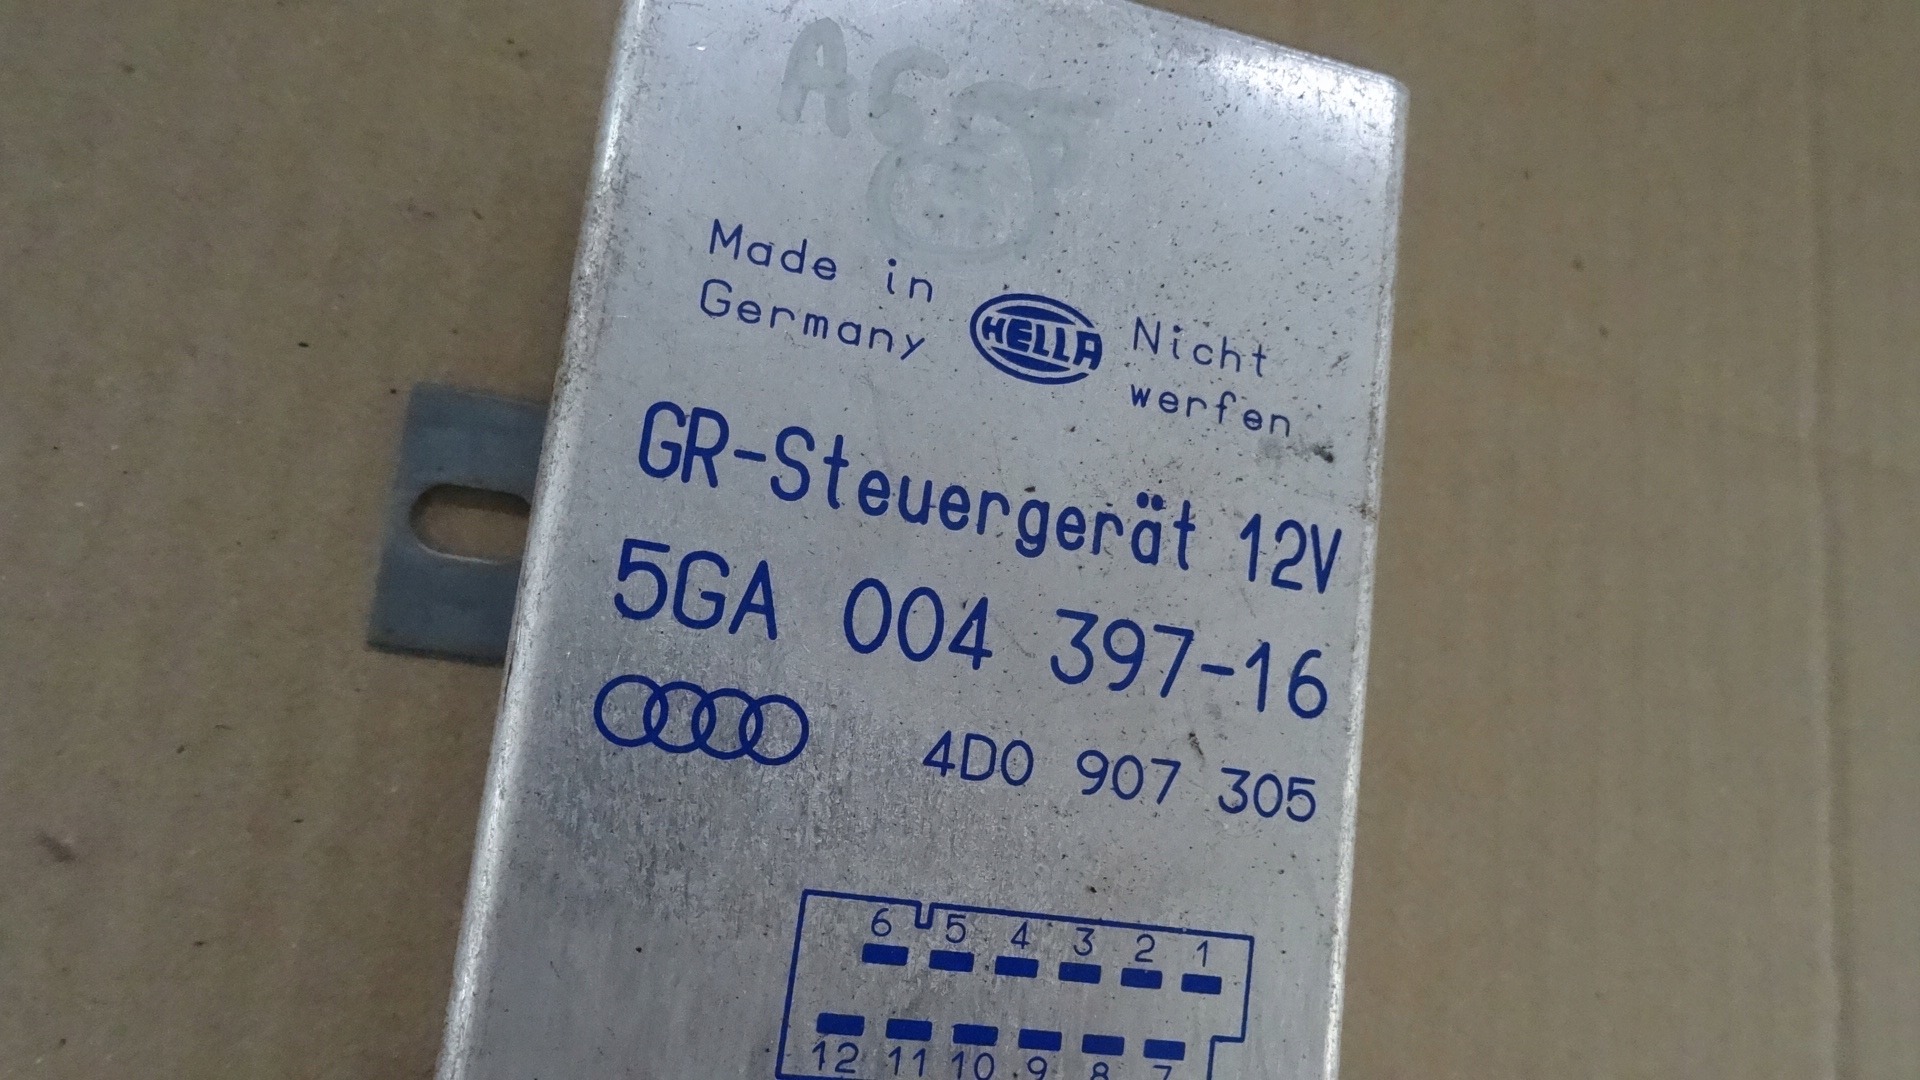 A6
Made in
Germany
HELLA
Nicht
werfen
GR-Steuergerät 12V
5GA 004 397-16
4D0 907 305
6 5 4 3 2 1
12 11 10 9 8 7